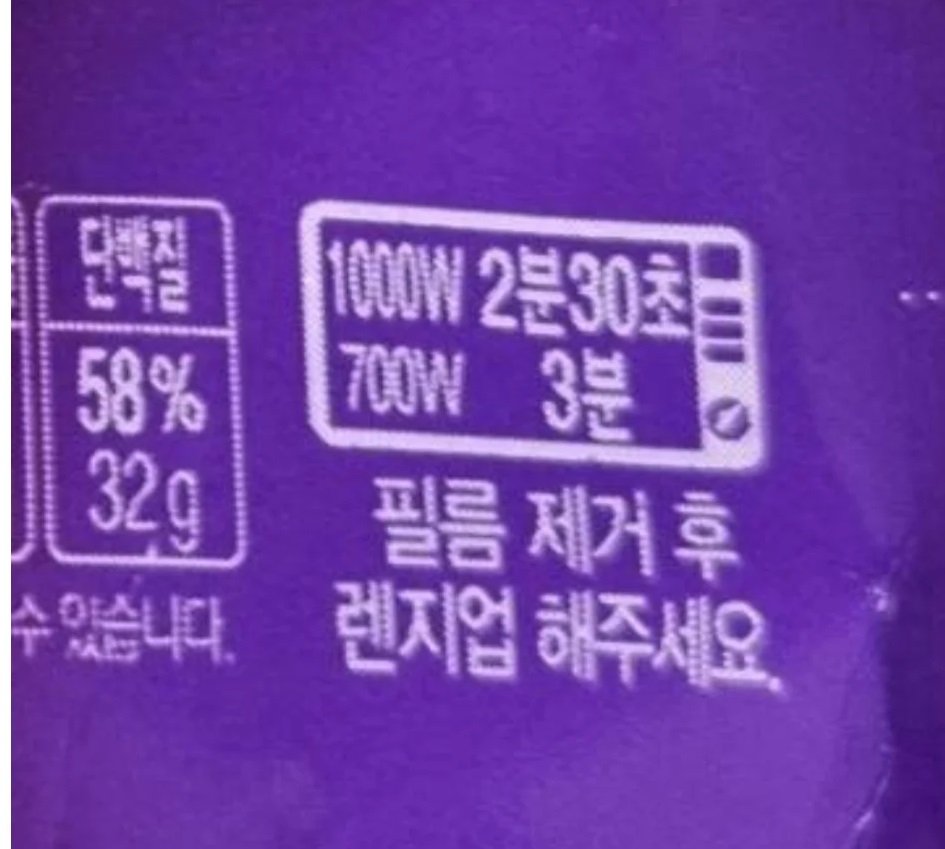 단백질
58%
32g
수 있습니다.
1000W 2분30초
700W 3분
필름 제거 후
렌지업 해주세요.